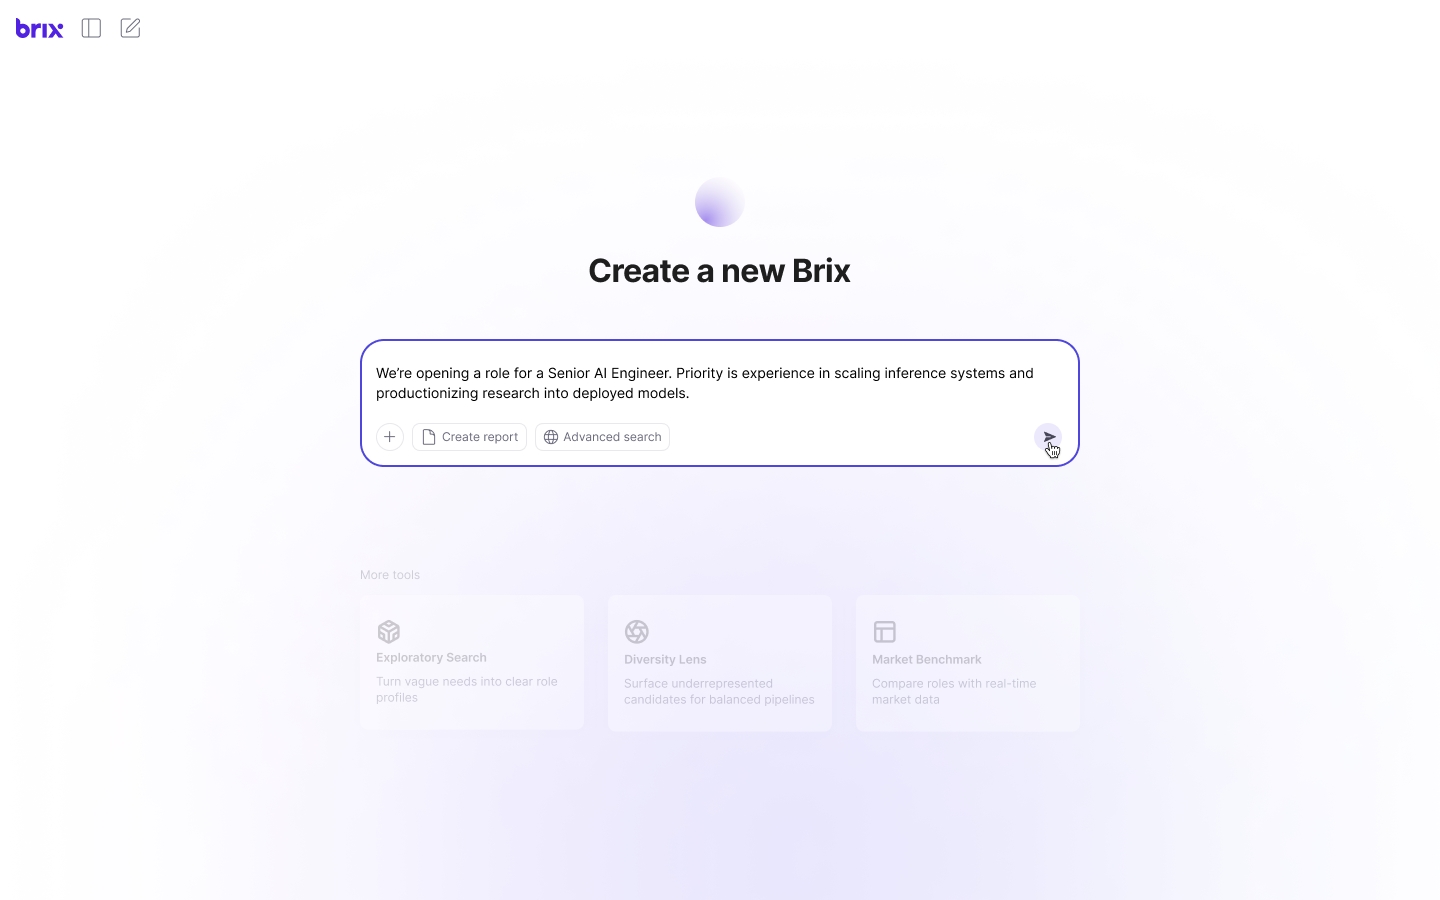 brix
Create a new Brix
We’re opening a role for a Senior AI Engineer. Priority is experience in scaling inference systems and
productionizing research into deployed models.
Create report
Advanced search
More tools
Exploratory Search
Turn vague needs into clear role
profiles
Diversity Lens
Surface underrepresented
candidates for balanced pipelines
Market Benchmark
Compare roles with real-time
market data